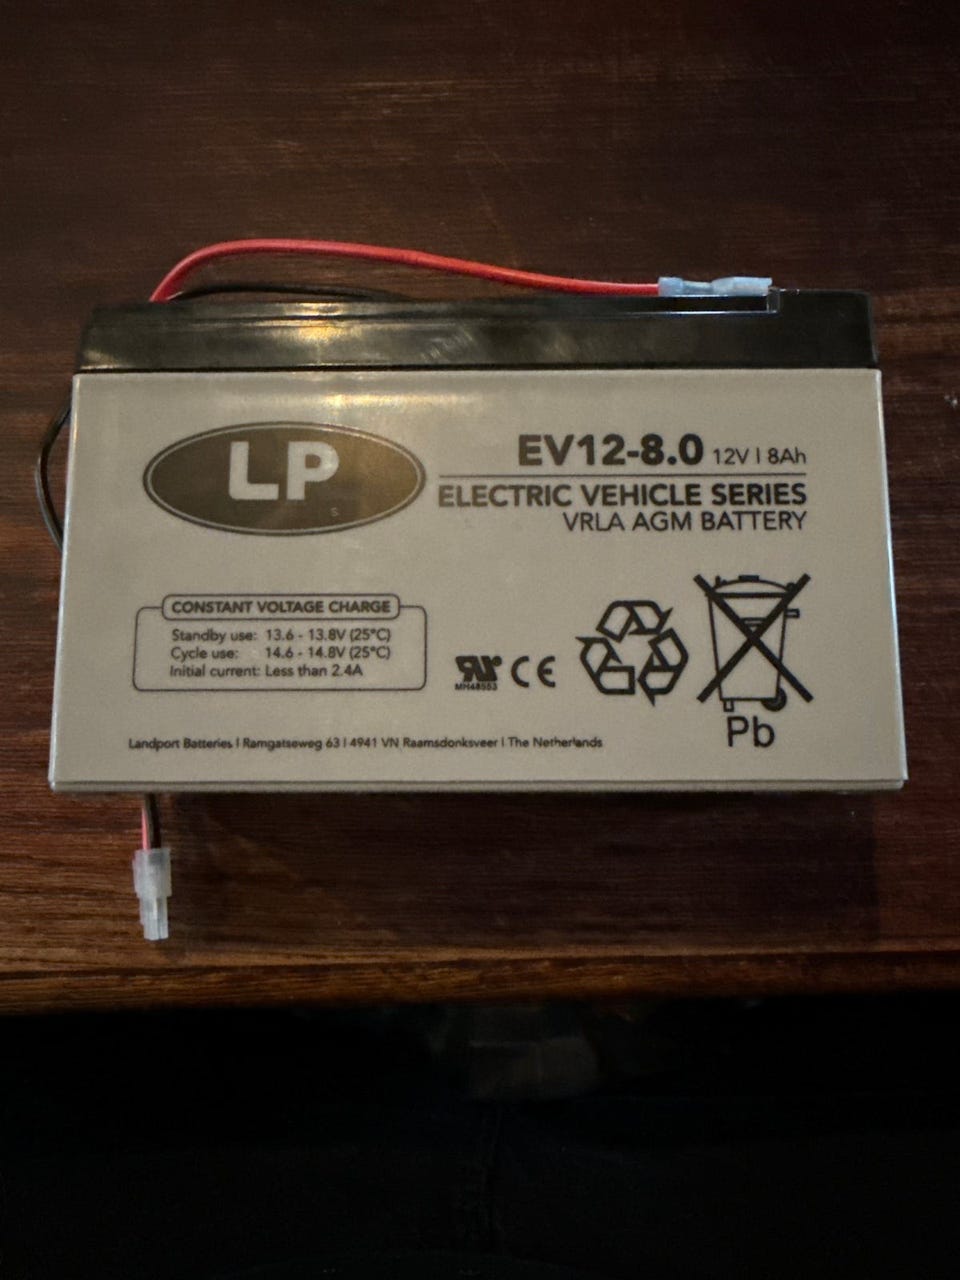 LP
s
EV12-8.0 12V | 8Ah
ELECTRIC VEHICLE SERIES
VRLA AGM BATTERY
CONSTANT VOLTAGE CHARGE
Standby use: 13.6 - 13.8V (25°C)
Cycle use: 14.6 - 14.8V (25°C)
Initial current: Less than 2.4A
MH48553
CE
Pb
Landport Batteries | Ramgatseweg 63 | 4941 VN Raamsdonksveer | The Netherlands